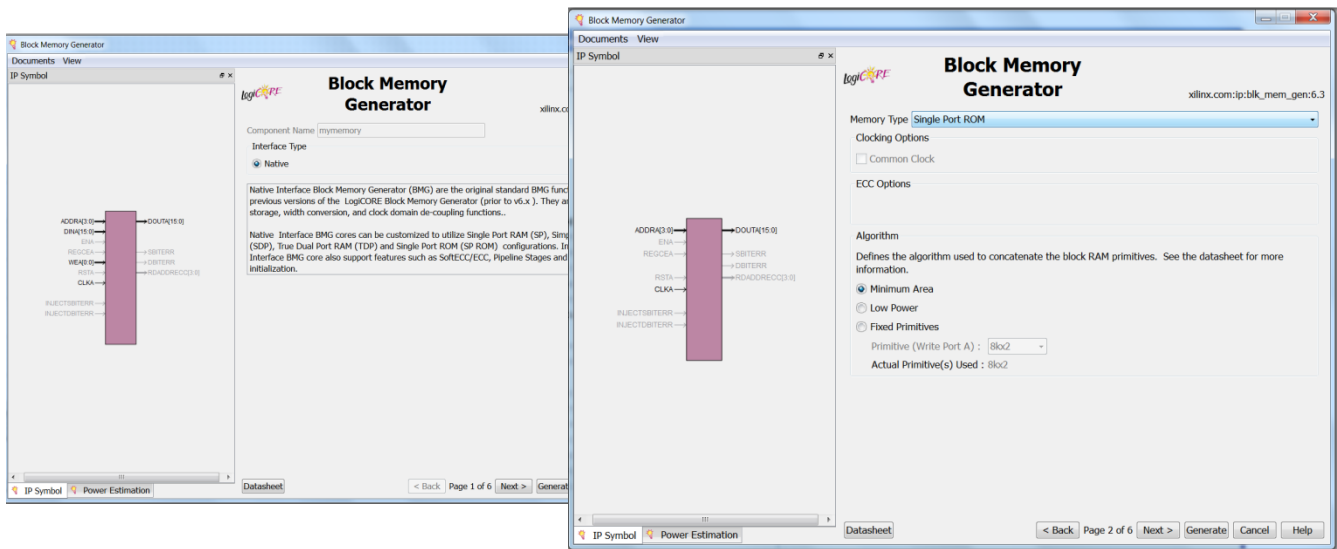 Block Memory Generator
Documents View
IP Symbol
logiCORE
Block Memory
Generator
xilinx.co
Component Name mymemory
Interface Type
Native
Native Interface Block Memory Generator (BMG) are the original standard BMG func
previous versions of the LogiCORE Block Memory Generator (prior to v6.x ). They a
storage, width conversion, and clock domain de-coupling functions..
Native Interface BMG cores can be customized to utilize Single Port RAM (SP), Simp
(SDP), True Dual Port RAM (TDP) and Single Port ROM (SP ROM) configurations. In
Interface BMG core also support features such as SoftECC/ECC, Pipeline Stages and
initialization.
ADDRA[3:0]
DOUTA[15:0]
DINA[15:0]
ENA
REGCEA
SBITERR
WEA[0:0]
DBITERR
RSTA
RDADDRECC[3:0]
CLKA
INJECTSBITERR
INJECTDBITERR
IP Symbol
Power Estimation
Datasheet
< Back
Page 1 of 6
Next >
Generat
Block Memory Generator
Documents View
IP Symbol
logiCORE
Block Memory
Generator
xilinx.com:ip:blk_mem_gen:6.3
Memory Type Single Port ROM
Clocking Options
Common Clock
ECC Options
Algorithm
Defines the algorithm used to concatenate the block RAM primitives. See the datasheet for more
information.
Minimum Area
Low Power
Fixed Primitives
Primitive (Write Port A) : 8kx2
Actual Primitive(s) Used : 8kx2
ADDRA[3:0]
DOUTA[15:0]
ENA
REGCEA
SBITERR
DBITERR
RSTA
RDADDRECC[3:0]
CLKA
INJECTSBITERR
INJECTDBITERR
IP Symbol
Power Estimation
Datasheet
< Back
Page 2 of 6
Next >
Generate
Cancel
Help